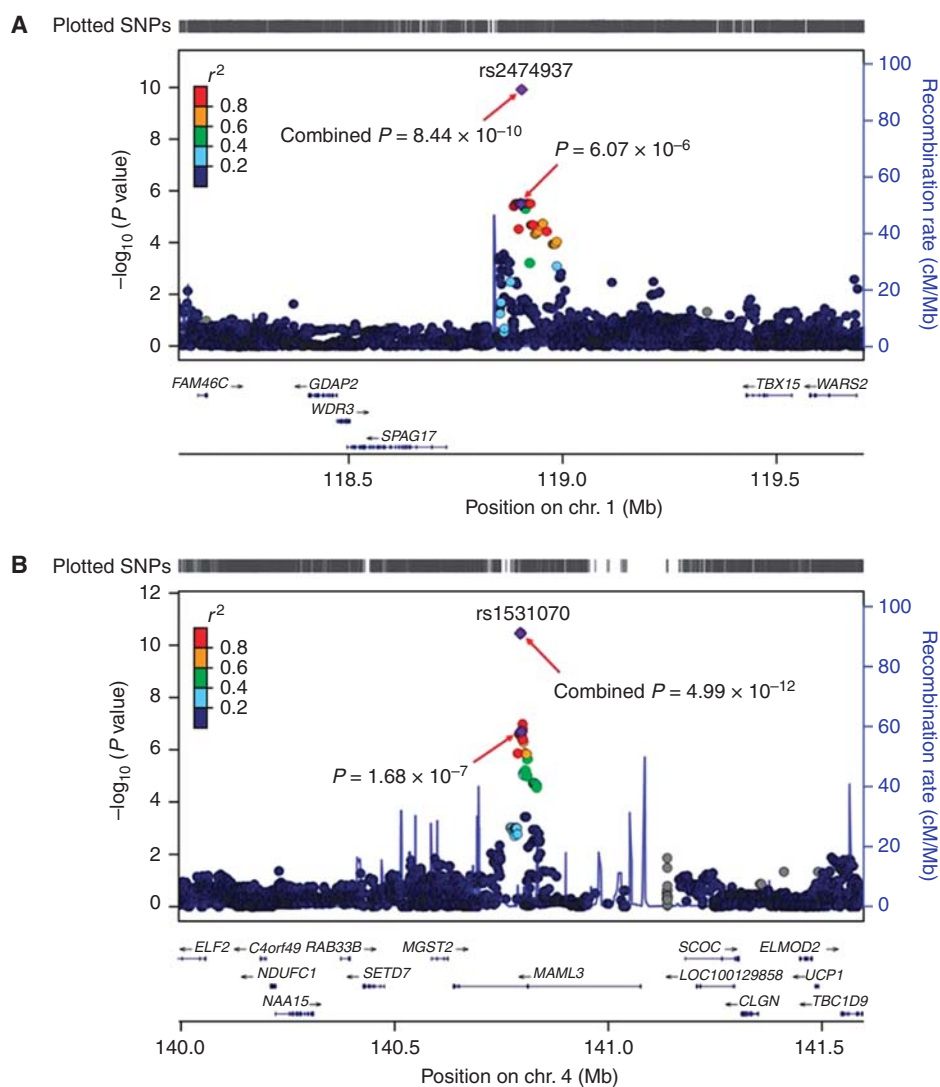 A
Plotted SNPs
rs2474937
Combined P = 8.44 × 10⁻¹⁰
P = 6.07 × 10⁻⁶
r²
0.8
0.6
0.4
0.2
−log₁₀ (P value)
10
8
6
4
2
0
Recombination rate (cM/Mb)
100
80
60
40
20
0
FAM46C → ← GDAP2 ← TBX15 ← WARS2
WDR3 →
← SPAG17
118.5 119.0 119.5
Position on chr. 1 (Mb)
B
Plotted SNPs
rs1531070
Combined P = 4.99 × 10⁻¹²
P = 1.68 × 10⁻⁷
r²
0.8
0.6
0.4
0.2
−log₁₀ (P value)
12
10
8
6
4
2
0
Recombination rate (cM/Mb)
100
80
60
40
20
0
← ELF2 ← C4orf49 RAB33B → MGST2 → SCOC → ELMOD2 →
← NDUFC1 ← SETD7 ← MAML3 ← LOC100129858 ← UCP1
NAA15 → ← CLGN ← TBC1D9
140.0 140.5 141.0 141.5
Position on chr. 4 (Mb)